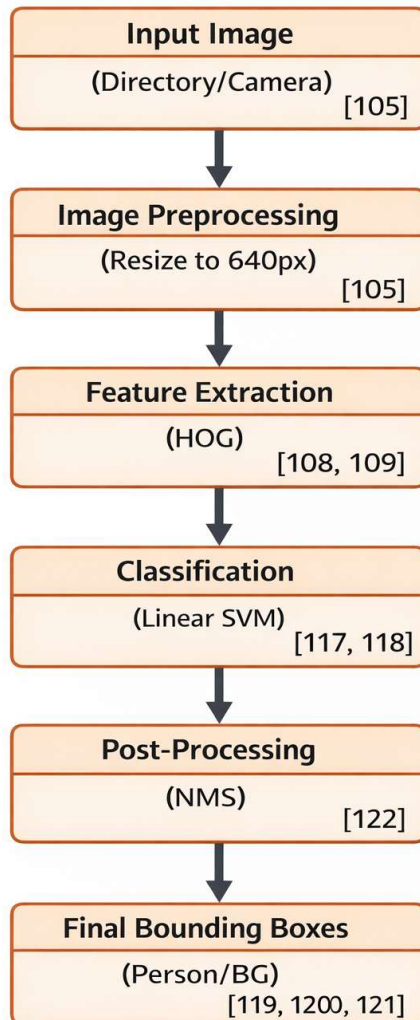 Input Image
(Directory/Camera)
[105]
Image Preprocessing
(Resize to 640px)
[105]
Feature Extraction
(HOG)
[108, 109]
Classification
(Linear SVM)
[117, 118]
Post-Processing
(NMS)
[122]
Final Bounding Boxes
(Person/BG)
[119, 1200, 121]